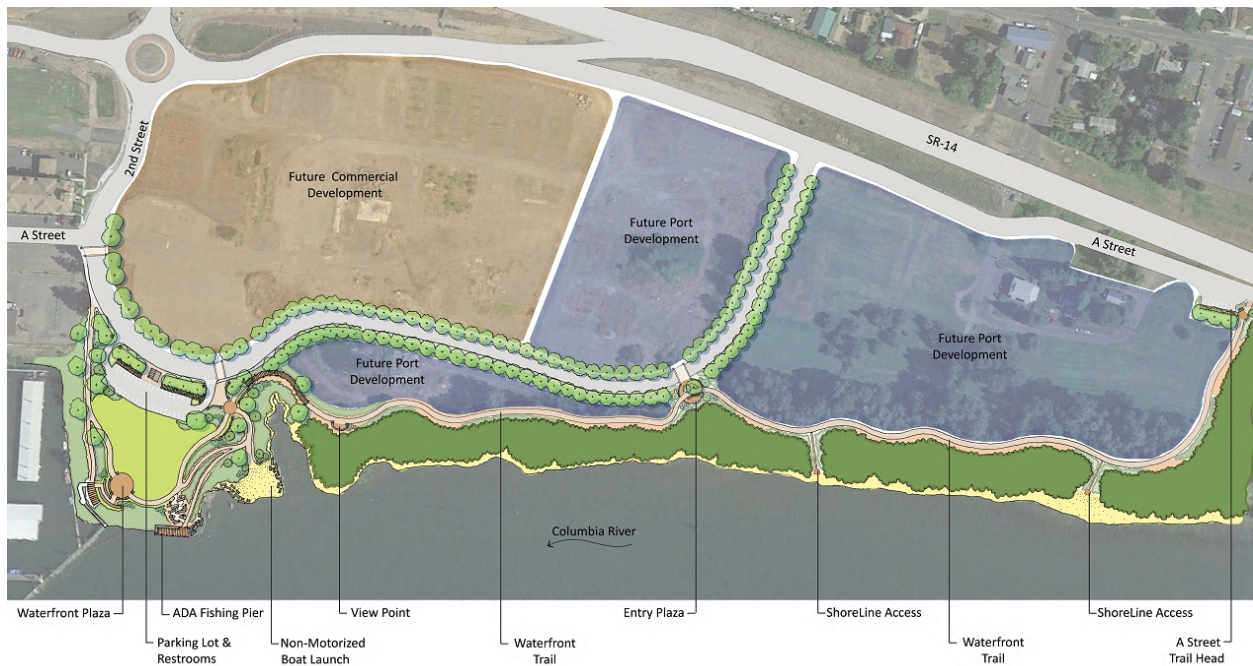 2nd Street
SR-14
Future Commercial
Development
Future Port
Development
A Street
A Street
Future Port
Development
Future Port
Development
Columbia River
Waterfront Plaza
ADA Fishing Pier
View Point
Entry Plaza
ShoreLine Access
ShoreLine Access
Parking Lot &
Restrooms
Non-Motorized
Boat Launch
Waterfront
Trail
Waterfront
Trail
A Street
Trail Head